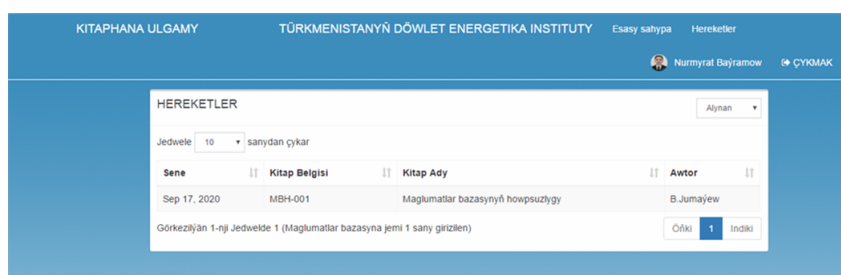 KITAPHANA ULGAMY TÜRKMENISTANYŇ DÖWLET ENERGETIKA INSTITUTY Esasy sahypa Hereketler
Nurmyrat Baýramow ÇYKMAK
HEREKETLER Alynan
Jedwele 10 sanydan çykar
Sene Kitap Belgisi Kitap Ady Awtor
Sep 17, 2020 MBH-001 Maglumatlar bazasynyň howpsuzlygy B.Jumaýew
Görkezilýän 1-nji Jedwelde 1 (Maglumatlar bazasyna jemi 1 sany girizilen) Öňki 1 Indiki